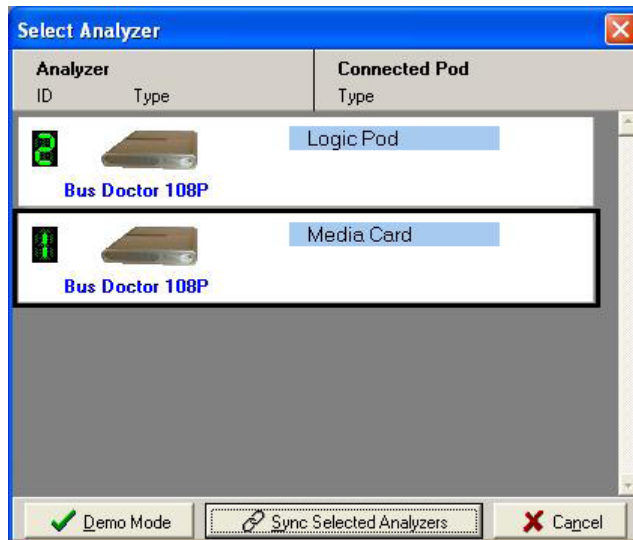 Select Analyzer
Analyzer
Connected Pod
ID Type
Type
2
Logic Pod
Bus Doctor 108P
1
Media Card
Bus Doctor 108P
Demo Mode
Sync Selected Analyzers
Cancel